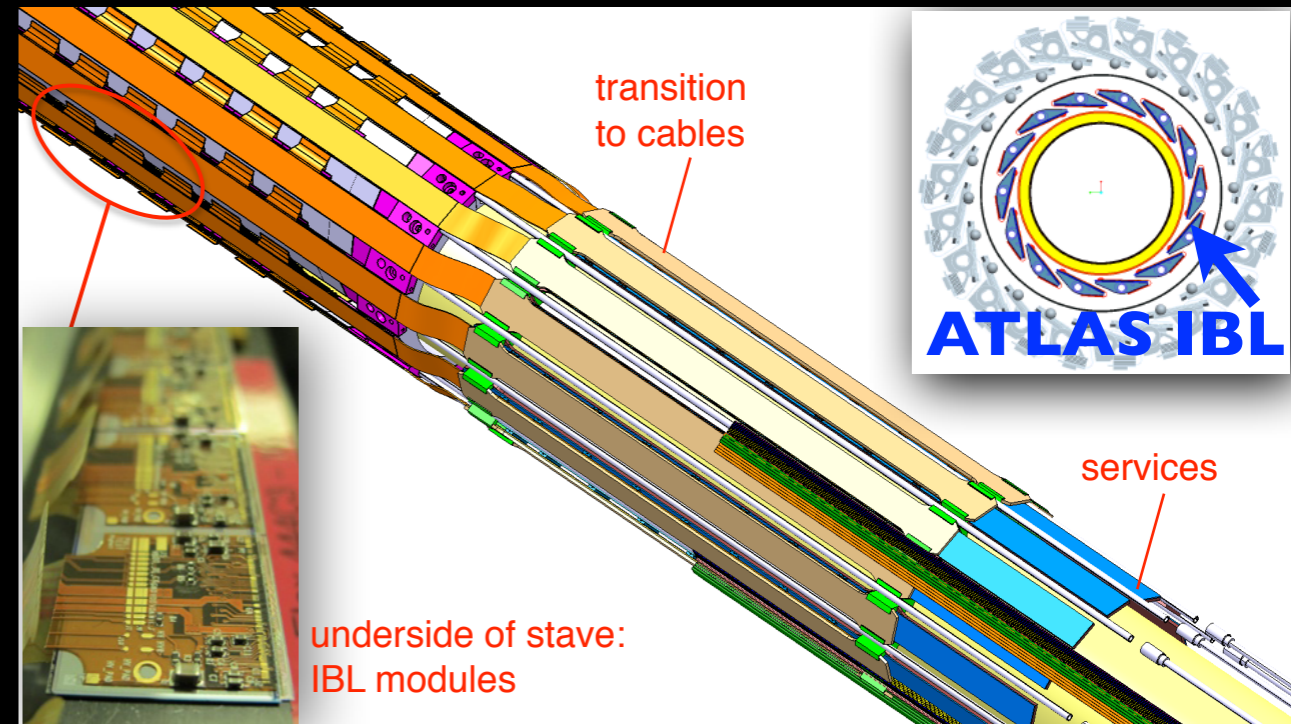 transition
to cables
ATLAS IBL
services
underside of stave:
IBL modules